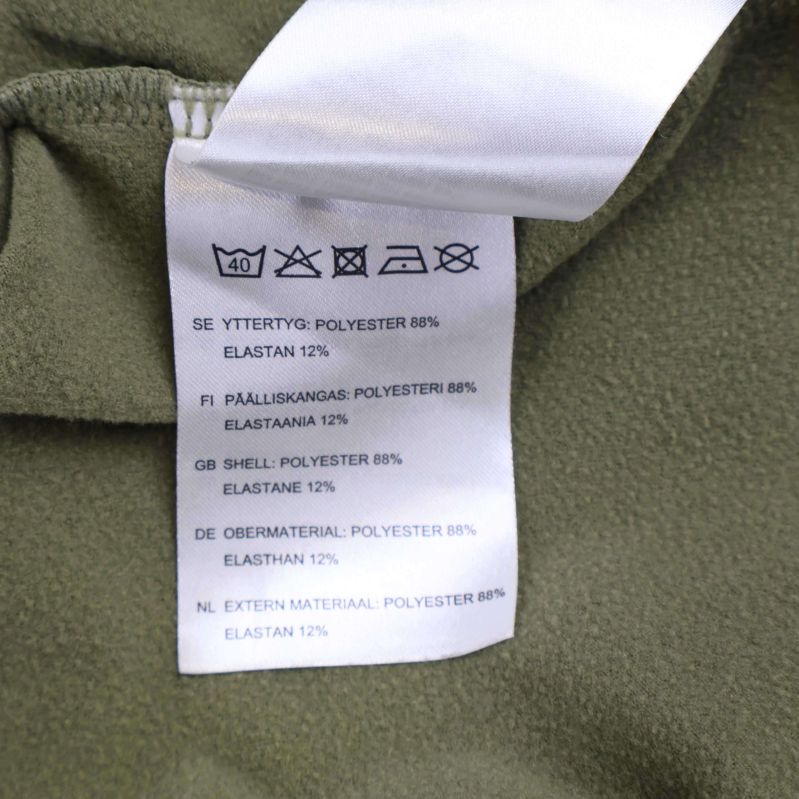 40
SE YTTERTYG: POLYESTER 88%
ELASTAN 12%
FI PÄÄLLISKANGAS: POLYESTERI 88%
ELASTAANIA 12%
GB SHELL: POLYESTER 88%
ELASTANE 12%
DE OBERMATERIAL: POLYESTER 88%
ELASTHAN 12%
NL EXTERN MATERIAAL: POLYESTER 88%
ELASTAN 12%